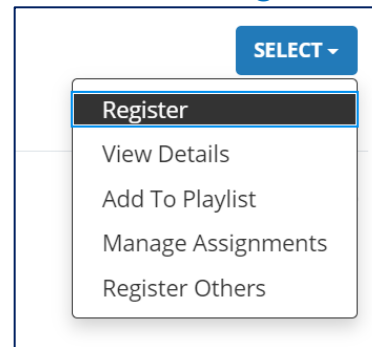 SELECT
Register
View Details
Add To Playlist
Manage Assignments
Register Others